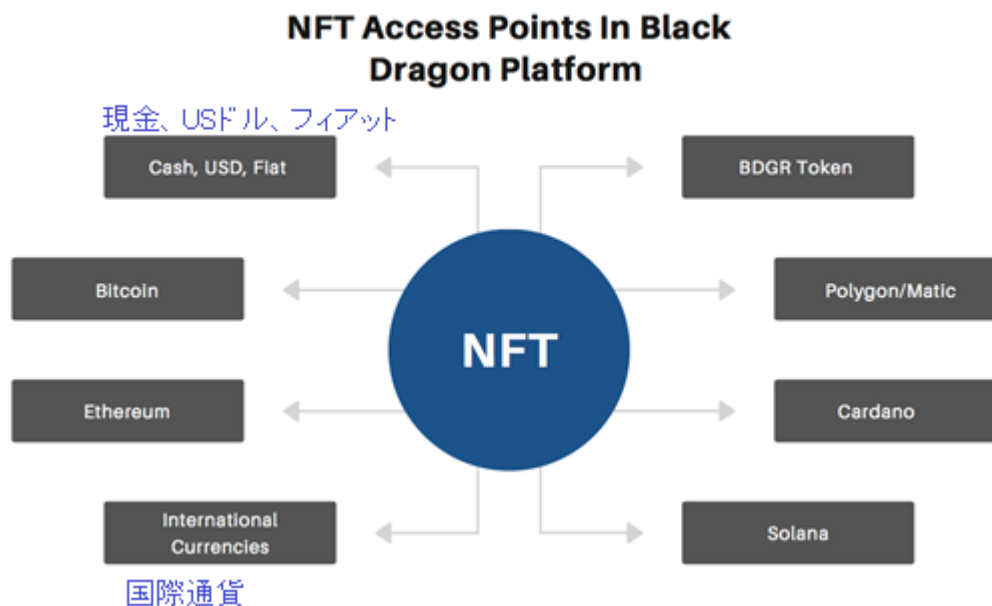 NFT Access Points In Black
Dragon Platform
現金、USドル、フィアット
Cash, USD, Fiat
BDGR Token
Bitcoin
Polygon/Matic
NFT
Ethereum
Cardano
International
Currencies
Solana
国際通貨